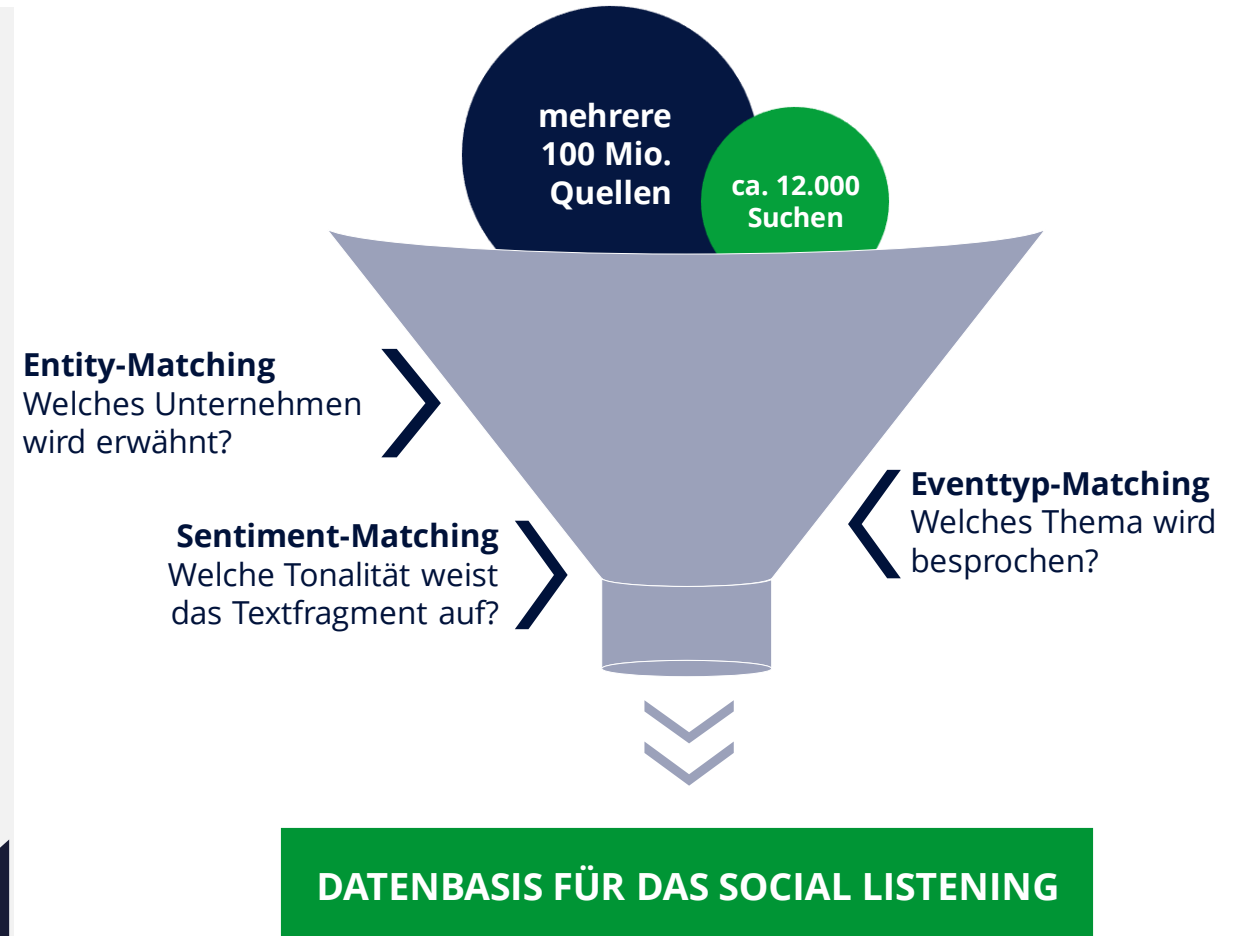 mehrere
100 Mio.
Quellen
ca. 12.000
Suchen
Entity-Matching
Welches Unternehmen
wird erwähnt?
Eventtyp-Matching
Welches Thema wird
besprochen?
Sentiment-Matching
Welche Tonalität weist
das Textfragment auf?
DATENBASIS FÜR DAS SOCIAL LISTENING